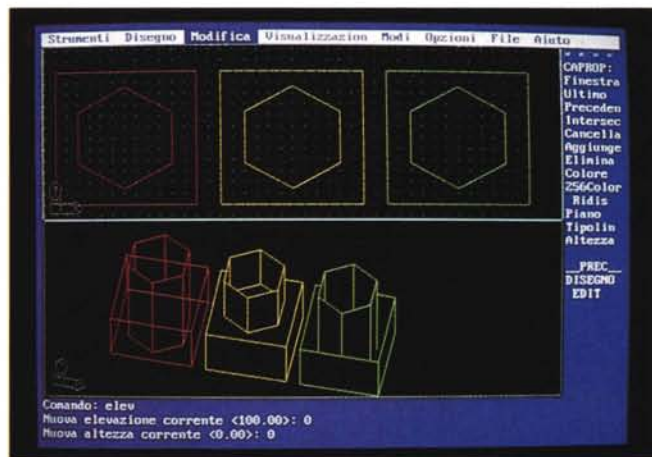 Strumenti Disegno Modifica Visualizzazion Modi Opzioni File Aiuto
* * * *
CAPROP:
Finestra
Ultimo
Preceden
Intersec
Cancella
Aggiunge
Elimina
Colore
256Color
Ridis
Piano
Tipolin
Altezza
__PREC__
DISEGNO
EDIT
Comando: elev
Nuova elevazione corrente <100.00>: 0
Nuova altezza corrente <0.00>: 0